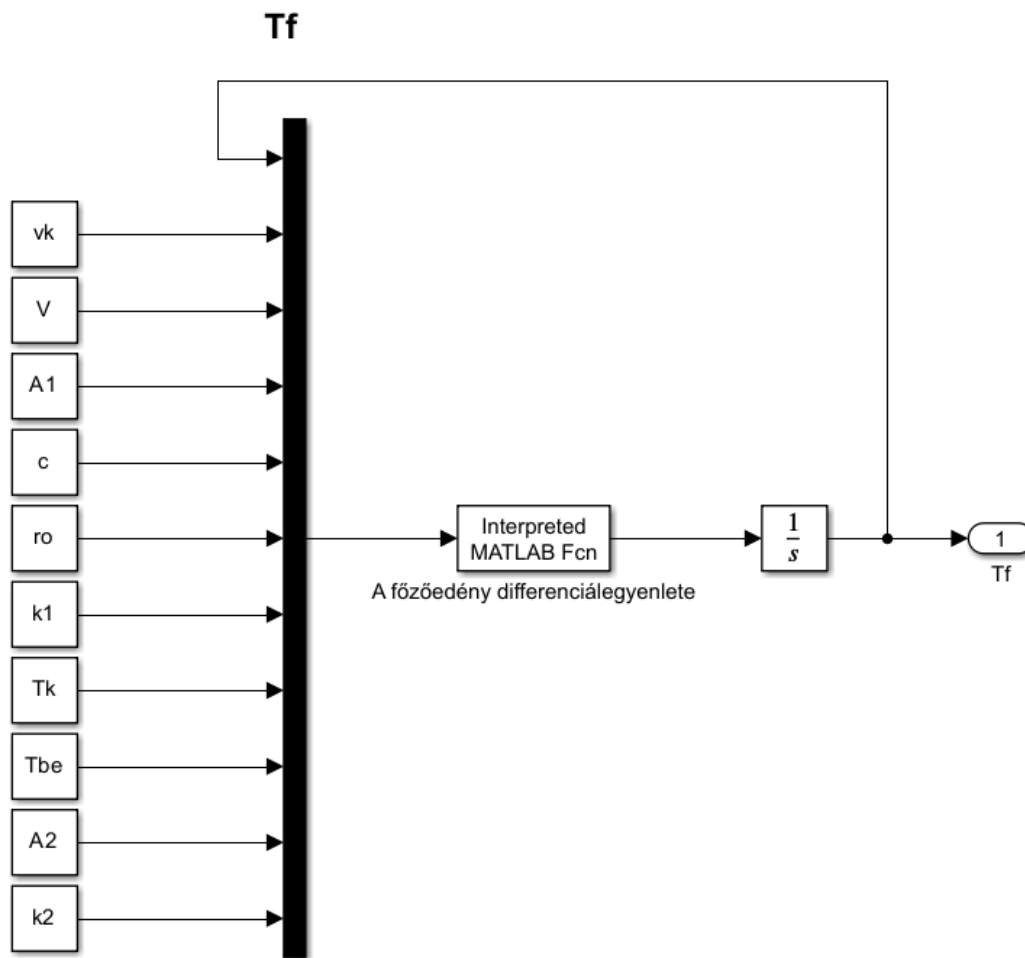 Tf
vk
V
A1
c
ro
k1
Tk
Tbe
A2
k2
Interpreted
MATLAB Fcn
A főzőedény differenciálegyenlete
1
s
1
Tf